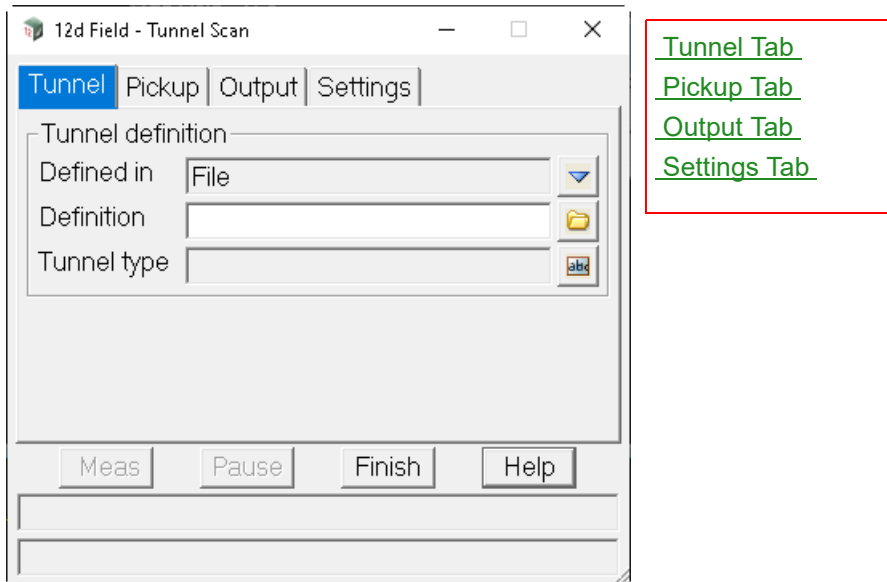 12d Field - Tunnel Scan
Tunnel Pickup Output Settings
Tunnel definition
Defined in File
Definition
Tunnel type abc
Meas Pause Finish Help
Tunnel Tab
Pickup Tab
Output Tab
Settings Tab